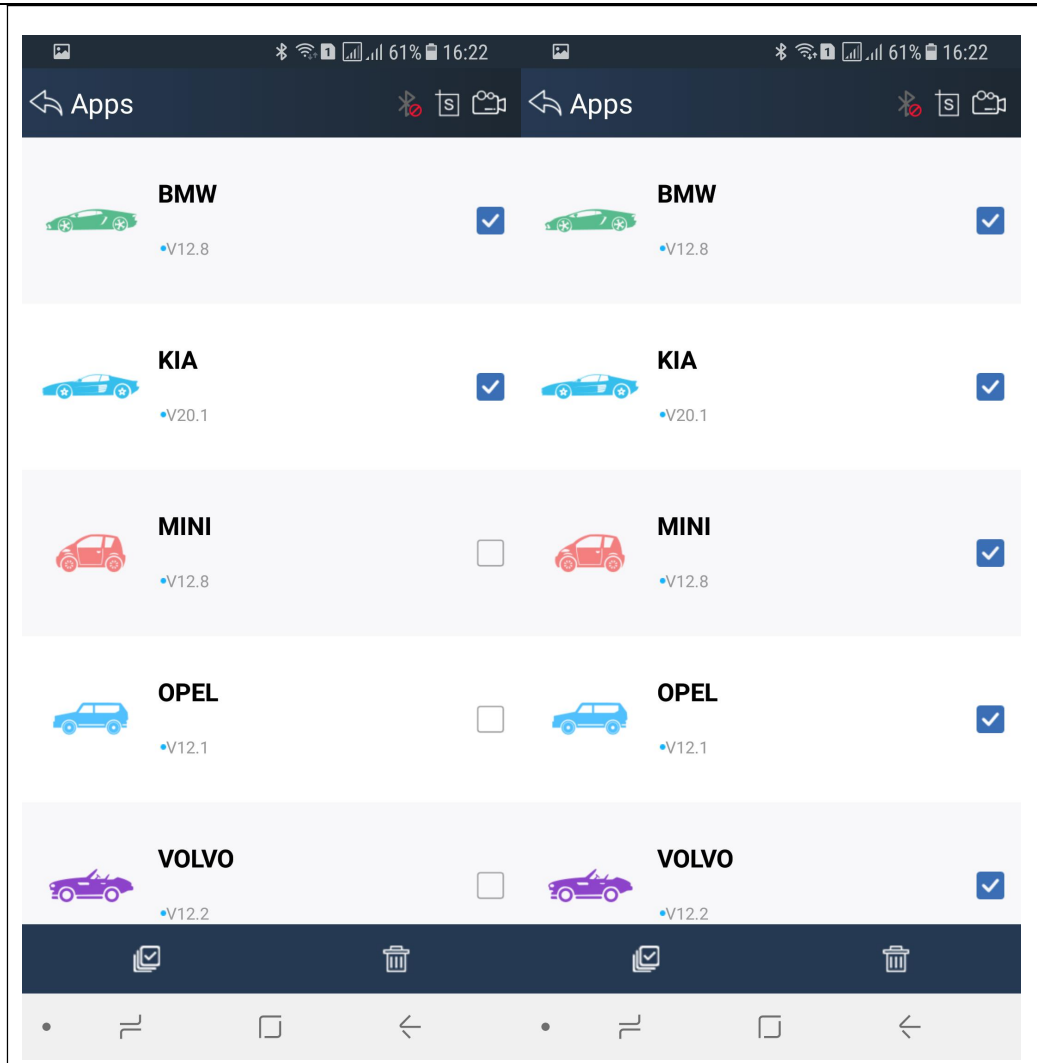 1 61% 16:22
Apps S
BMW
•V12.8
KIA
•V20.1
MINI
•V12.8
OPEL
•V12.1
VOLVO
•V12.2
1 61% 16:22
Apps S
BMW
•V12.8
KIA
•V20.1
MINI
•V12.8
OPEL
•V12.1
VOLVO
•V12.2